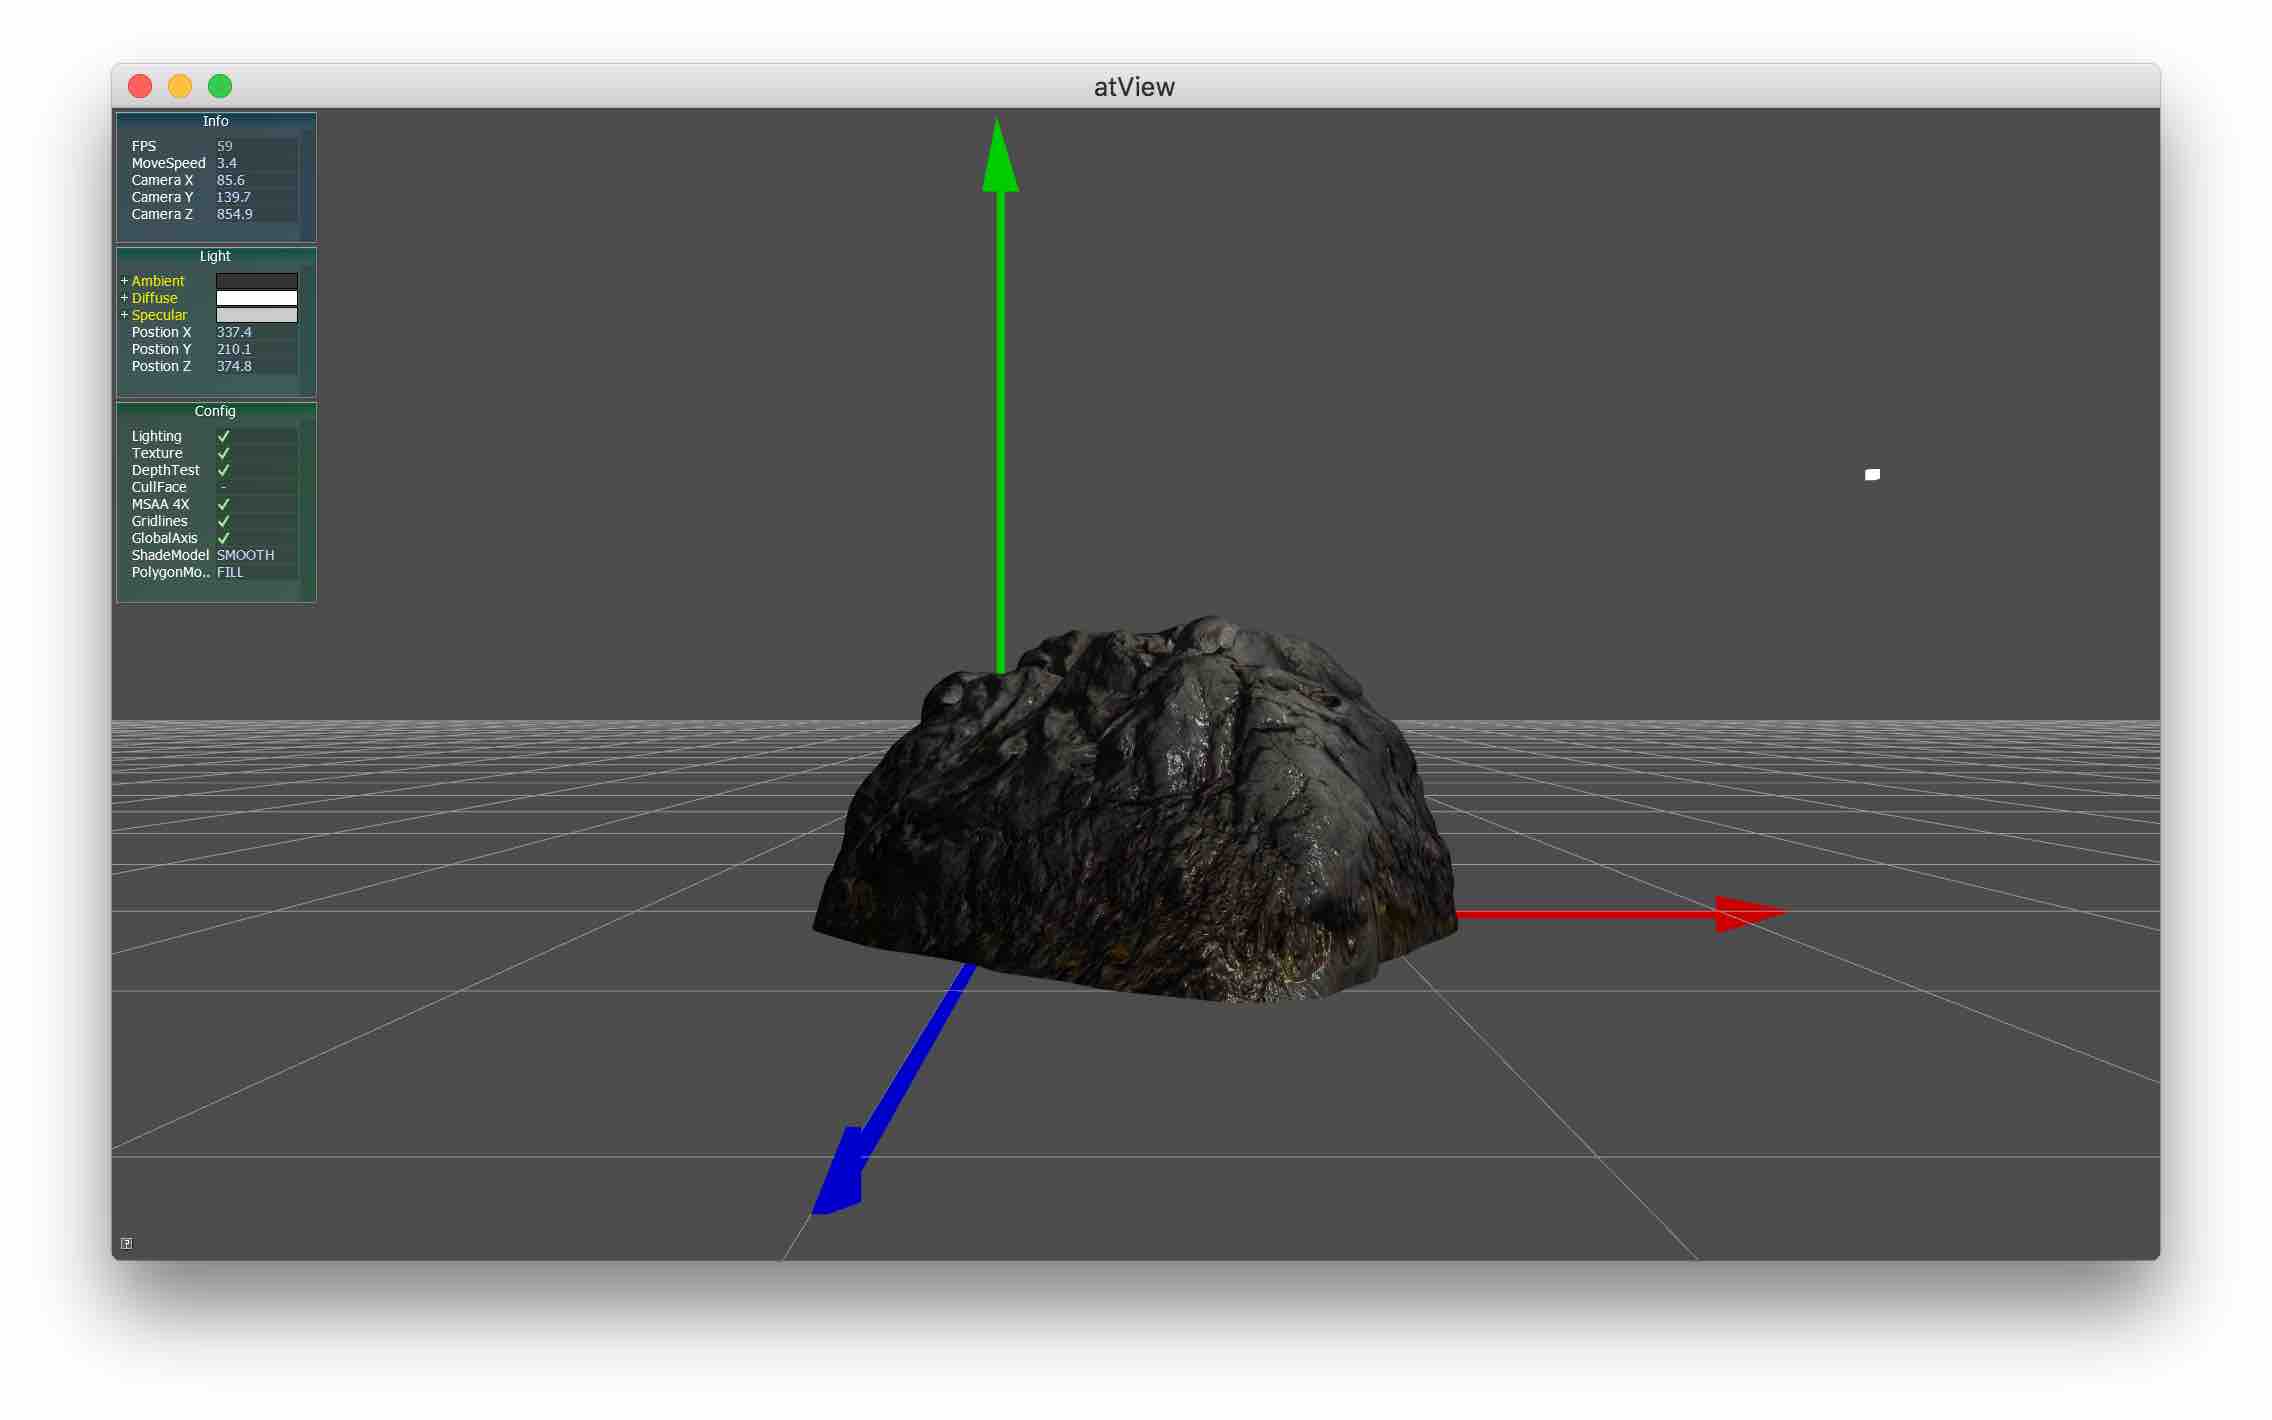 atView
Info
FPS 59
MoveSpeed 3.4
Camera X 85.6
Camera Y 139.7
Camera Z 854.9
Light
+ Ambient
+ Diffuse
+ Specular
Postion X 337.4
Postion Y 210.1
Postion Z 374.8
Config
Lighting ✓
Texture ✓
DepthTest ✓
CullFace -
MSAA 4X ✓
Gridlines ✓
GlobalAxis ✓
ShadeModel SMOOTH
PolygonMo.. FILL
?